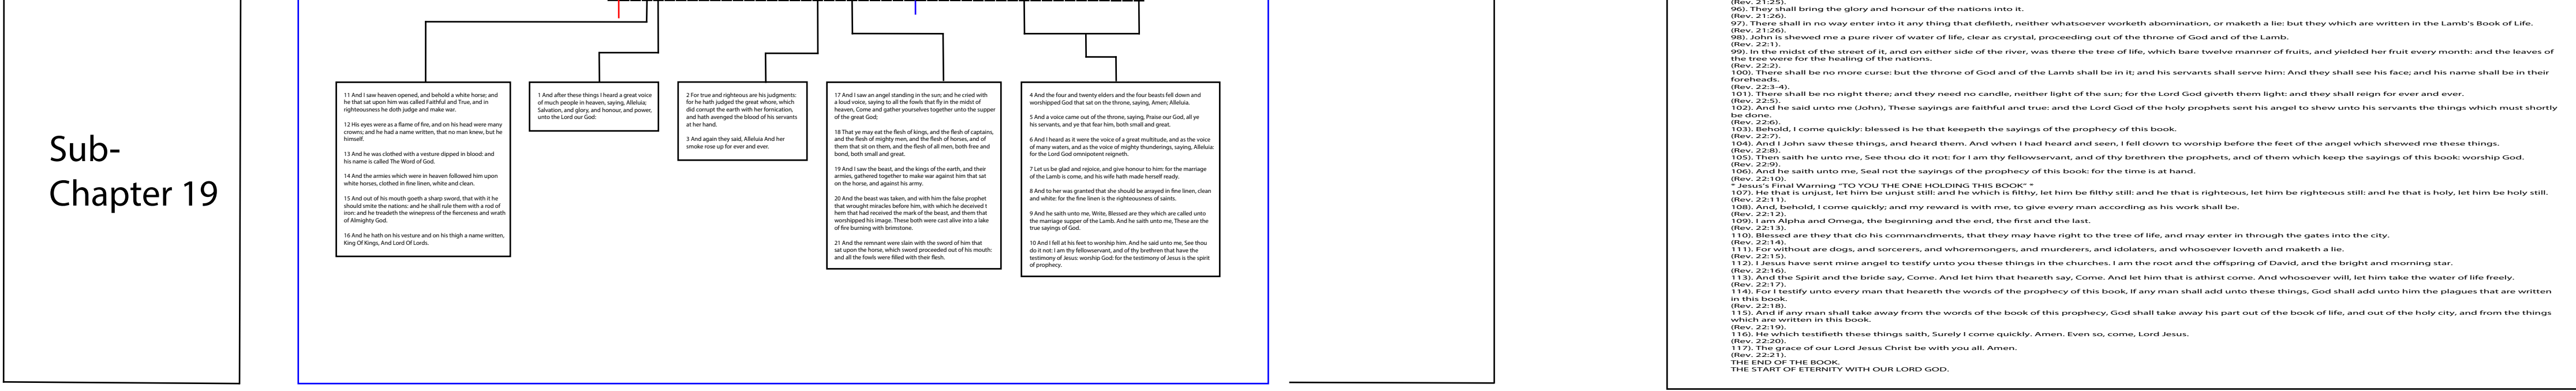 Sub-
Chapter 19
11 And I saw heaven opened, and behold a white horse; and
he that sat upon him was called Faithful and True, and in
righteousness he doth judge and make war.
12 His eyes were as a flame of fire, and on his head were many
crowns; and he had a name written, that no man knew, but he
himself.
13 And he was clothed with a vesture dipped in blood: and
his name is called The Word of God.
14 And the armies which were in heaven followed him upon
white horses, clothed in fine linen, white and clean.
15 And out of his mouth goeth a sharp sword, that with it he
should smite the nations: and he shall rule them with a rod of
iron: and he treadeth the winepress of the fierceness and wrath
of Almighty God.
16 And he hath on his vesture and on his thigh a name written,
King Of Kings, And Lord Of Lords.
1 And after these things I heard a great voice
of much people in heaven, saying, Alleluia;
Salvation, and glory, and honour, and power,
unto the Lord our God:
2 For true and righteous are his judgments:
for he hath judged the great whore, which
did corrupt the earth with her fornication,
and hath avenged the blood of his servants
at her hand.
3 And again they said, Alleluia And her
smoke rose up for ever and ever.
17 And I saw an angel standing in the sun; and he cried with
a loud voice, saying to all the fowls that fly in the midst of
heaven, Come and gather yourselves together unto the supper
of the great God;
18 That ye may eat the flesh of kings, and the flesh of captains,
and the flesh of mighty men, and the flesh of horses, and of
them that sit on them, and the flesh of all men, both free and
bond, both small and great.
19 And I saw the beast, and the kings of the earth, and their
armies, gathered together to make war against him that sat
on the horse, and against his army.
20 And the beast was taken, and with him the false prophet
that wrought miracles before him, with which he deceived t
hem that had received the mark of the beast, and them that
worshipped his image. These both were cast alive into a lake
of fire burning with brimstone.
21 And the remnant were slain with the sword of him that
sat upon the horse, which sword proceeded out of his mouth:
and all the fowls were filled with their flesh.
4 And the four and twenty elders and the four beasts fell down and
worshipped God that sat on the throne, saying, Amen; Alleluia.
5 And a voice came out of the throne, saying, Praise our God, all ye
his servants, and ye that fear him, both small and great.
6 And I heard as it were the voice of a great multitude, and as the voice
of many waters, and as the voice of mighty thunderings, saying, Alleluia:
for the Lord God omnipotent reigneth.
7 Let us be glad and rejoice, and give honour to him: for the marriage
of the Lamb is come, and his wife hath made herself ready.
8 And to her was granted that she should be arrayed in fine linen, clean
and white: for the fine linen is the righteousness of saints.
9 And he saith unto me, Write, Blessed are they which are called unto
the marriage supper of the Lamb. And he saith unto me, These are the
true sayings of God.
10 And I fell at his feet to worship him. And he said unto me, See thou
do it not: I am thy fellowservant, and of thy brethren that have the
testimony of Jesus: worship God: for the testimony of Jesus is the spirit
of prophecy.
(Rev. 21:25).
96). They shall bring the glory and honour of the nations into it.
(Rev. 21:26).
97). There shall in no way enter into it any thing that defileth, neither whatsoever worketh abomination, or maketh a lie: but they which are written in the Lamb's Book of Life.
(Rev. 21:26).
98). John is shewed me a pure river of water of life, clear as crystal, proceeding out of the throne of God and of the Lamb.
(Rev. 22:1).
99). In the midst of the street of it, and on either side of the river, was there the tree of life, which bare twelve manner of fruits, and yielded her fruit every month: and the leaves of
the tree were for the healing of the nations.
(Rev. 22:2).
100). There shall be no more curse: but the throne of God and of the Lamb shall be in it; and his servants shall serve him: And they shall see his face; and his name shall be in their
foreheads.
(Rev. 22:3-4).
101). There shall be no night there; and they need no candle, neither light of the sun; for the Lord God giveth them light: and they shall reign for ever and ever.
(Rev. 22:5).
102). And he said unto me (John), These sayings are faithful and true: and the Lord God of the holy prophets sent his angel to shew unto his servants the things which must shortly
be done.
(Rev. 22:6).
103). Behold, I come quickly: blessed is he that keepeth the sayings of the prophecy of this book.
(Rev. 22:7).
104). And I John saw these things, and heard them. And when I had heard and seen, I fell down to worship before the feet of the angel which shewed me these things.
(Rev. 22:8).
105). Then saith he unto me, See thou do it not: for I am thy fellowservant, and of thy brethren the prophets, and of them which keep the sayings of this book: worship God.
(Rev. 22:9).
106). And he saith unto me, Seal not the sayings of the prophecy of this book: for the time is at hand.
(Rev. 22:10).
* Jesus's Final Warning "TO YOU THE ONE HOLDING THIS BOOK" *
107). He that is unjust, let him be unjust still: and he which is filthy, let him be filthy still: and he that is righteous, let him be righteous still: and he that is holy, let him be holy still.
(Rev. 22:11).
108). And, behold, I come quickly; and my reward is with me, to give every man according as his work shall be.
(Rev. 22:12).
109). I am Alpha and Omega, the beginning and the end, the first and the last.
(Rev. 22:13).
110). Blessed are they that do his commandments, that they may have right to the tree of life, and may enter in through the gates into the city.
(Rev. 22:14).
111). For without are dogs, and sorcerers, and whoremongers, and murderers, and idolaters, and whosoever loveth and maketh a lie.
(Rev. 22:15).
112). I Jesus have sent mine angel to testify unto you these things in the churches. I am the root and the offspring of David, and the bright and morning star.
(Rev. 22:16).
113). And the Spirit and the bride say, Come. And let him that heareth say, Come. And let him that is athirst come. And whosoever will, let him take the water of life freely.
(Rev. 22:17).
114). For I testify unto every man that heareth the words of the prophecy of this book, If any man shall add unto these things, God shall add unto him the plagues that are written
in this book.
(Rev. 22:18).
115). And if any man shall take away from the words of the book of this prophecy, God shall take away his part out of the book of life, and out of the holy city, and from the things
which are written in this book.
(Rev. 22:19).
116). He which testifieth these things saith, Surely I come quickly. Amen. Even so, come, Lord Jesus.
(Rev. 22:20).
117). The grace of our Lord Jesus Christ be with you all. Amen.
(Rev. 22:21).
THE END OF THE BOOK.
THE START OF ETERNITY WITH OUR LORD GOD.